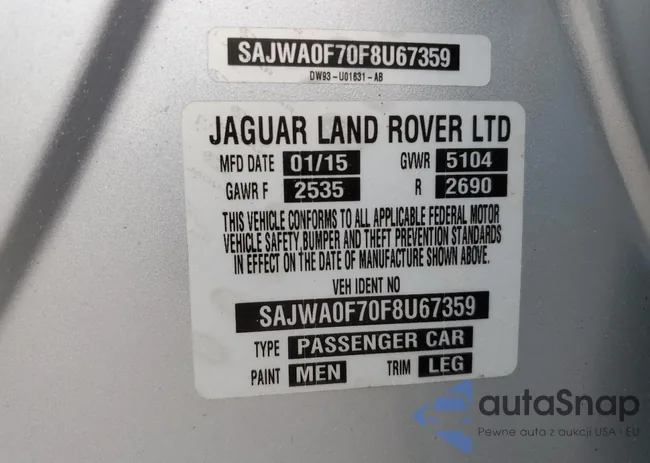 SAJWA0F70F8U67359
DW93-U01631-AB
JAGUAR LAND ROVER LTD
MFD DATE 01/15 GVWR 5104
GAWR F 2535 R 2690
THIS VEHICLE CONFORMS TO ALL APPLICABLE FEDERAL MOTOR
VEHICLE SAFETY,BUMPER AND THEFT PREVENTION STANDARDS
IN EFFECT ON THE DATE OF MANUFACTURE SHOWN ABOVE.
VEH IDENT NO
SAJWA0F70F8U67359
TYPE PASSENGER CAR
PAINT MEN TRIM LEG
autoSnap
Pewne auto z aukcji USA i EU